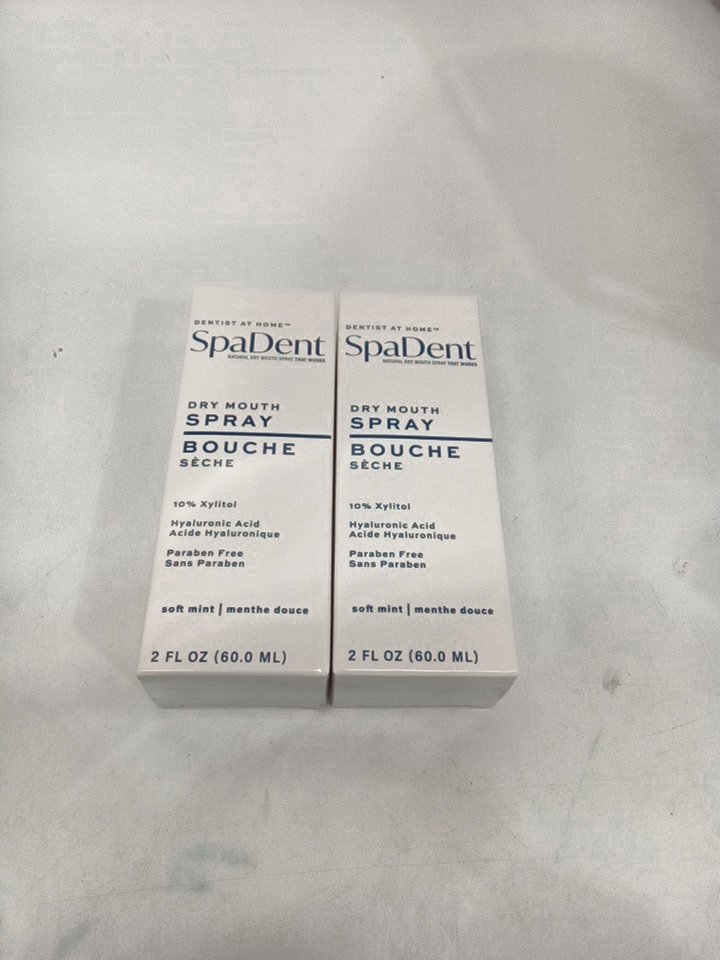 DENTIST AT HOME™
SpaDent
NATURAL DRY MOUTH SPRAY THAT WORKS
DRY MOUTH
SPRAY
BOUCHE
SÈCHE
10% Xylitol
Hyaluronic Acid
Acide Hyaluronique
Paraben Free
Sans Paraben
soft mint | menthe douce
2 FL OZ (60.0 ML)
DENTIST AT HOME™
SpaDent
NATURAL DRY MOUTH SPRAY THAT WORKS
DRY MOUTH
SPRAY
BOUCHE
SÈCHE
10% Xylitol
Hyaluronic Acid
Acide Hyaluronique
Paraben Free
Sans Paraben
soft mint | menthe douce
2 FL OZ (60.0 ML)